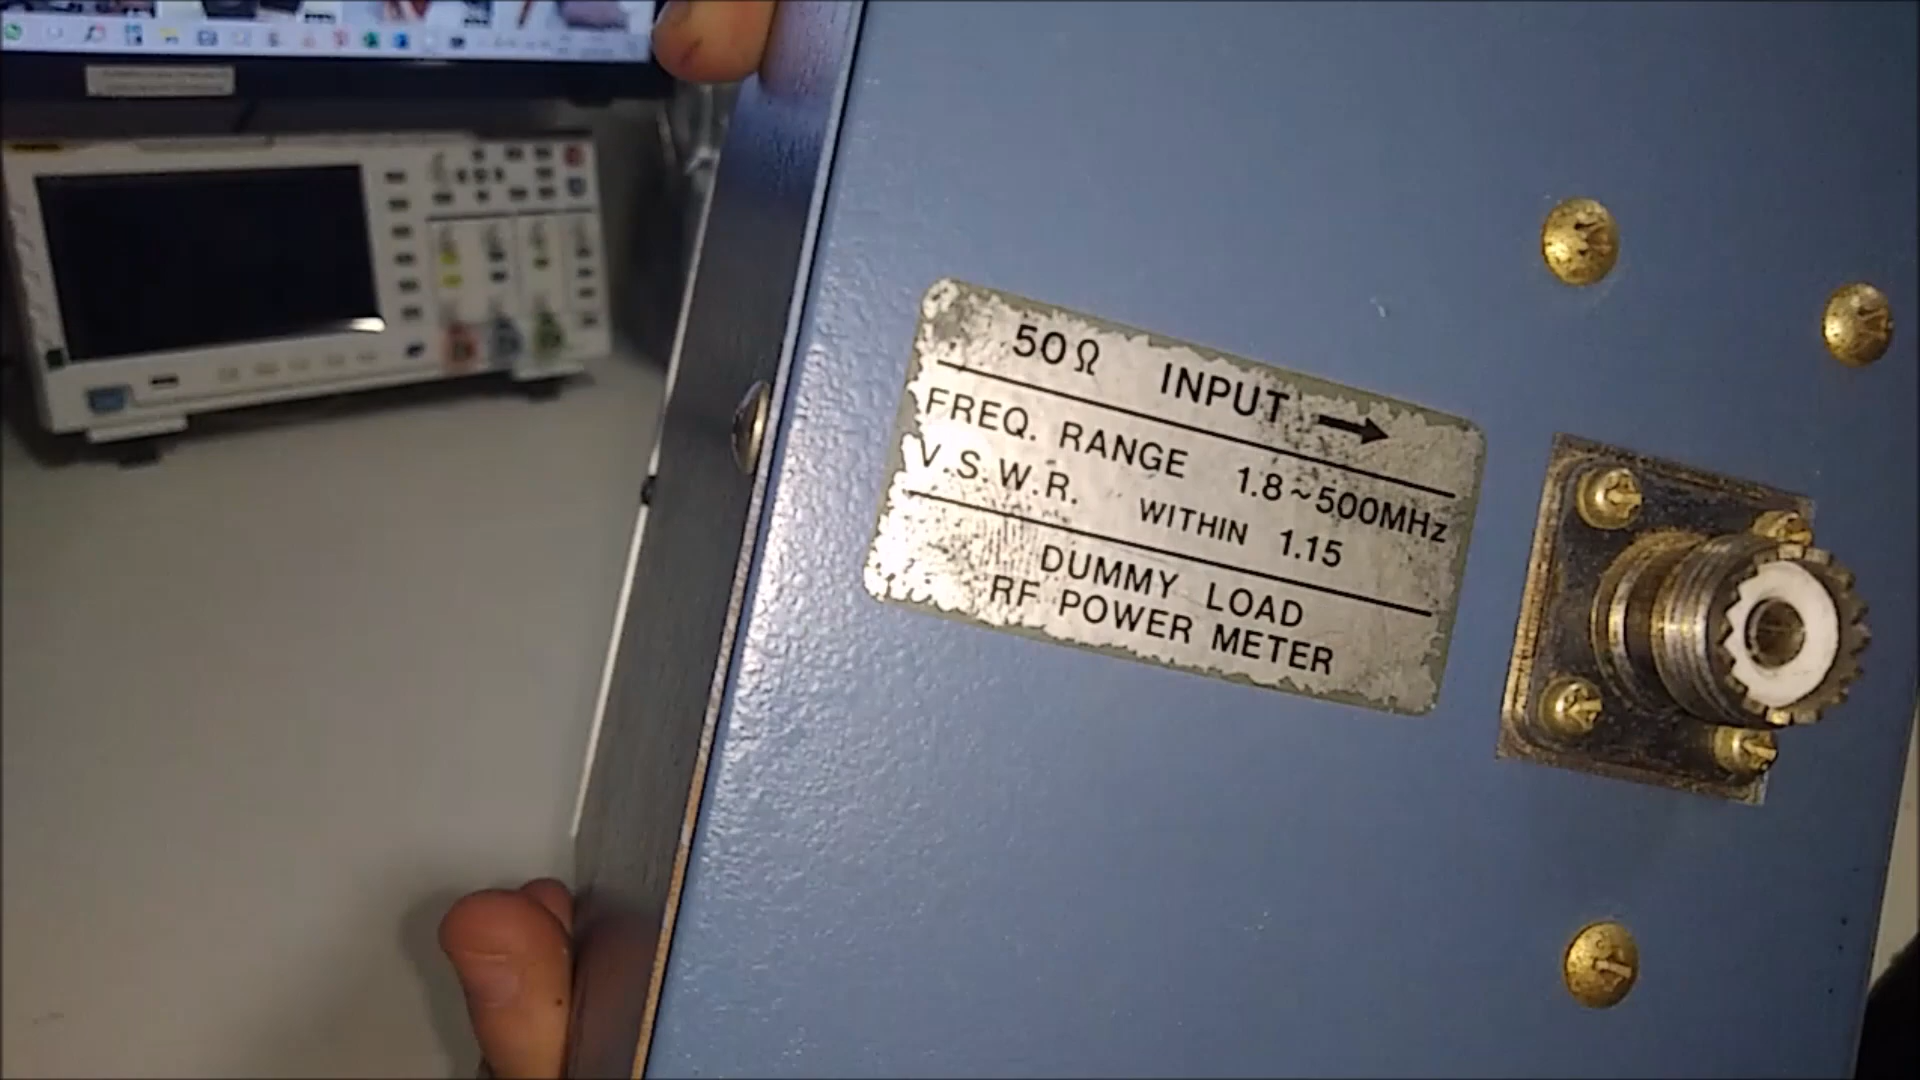 50Ω INPUT →
FREQ. RANGE 1.8~500MHz
V.S.W.R. WITHIN 1.15
DUMMY LOAD
RF POWER METER